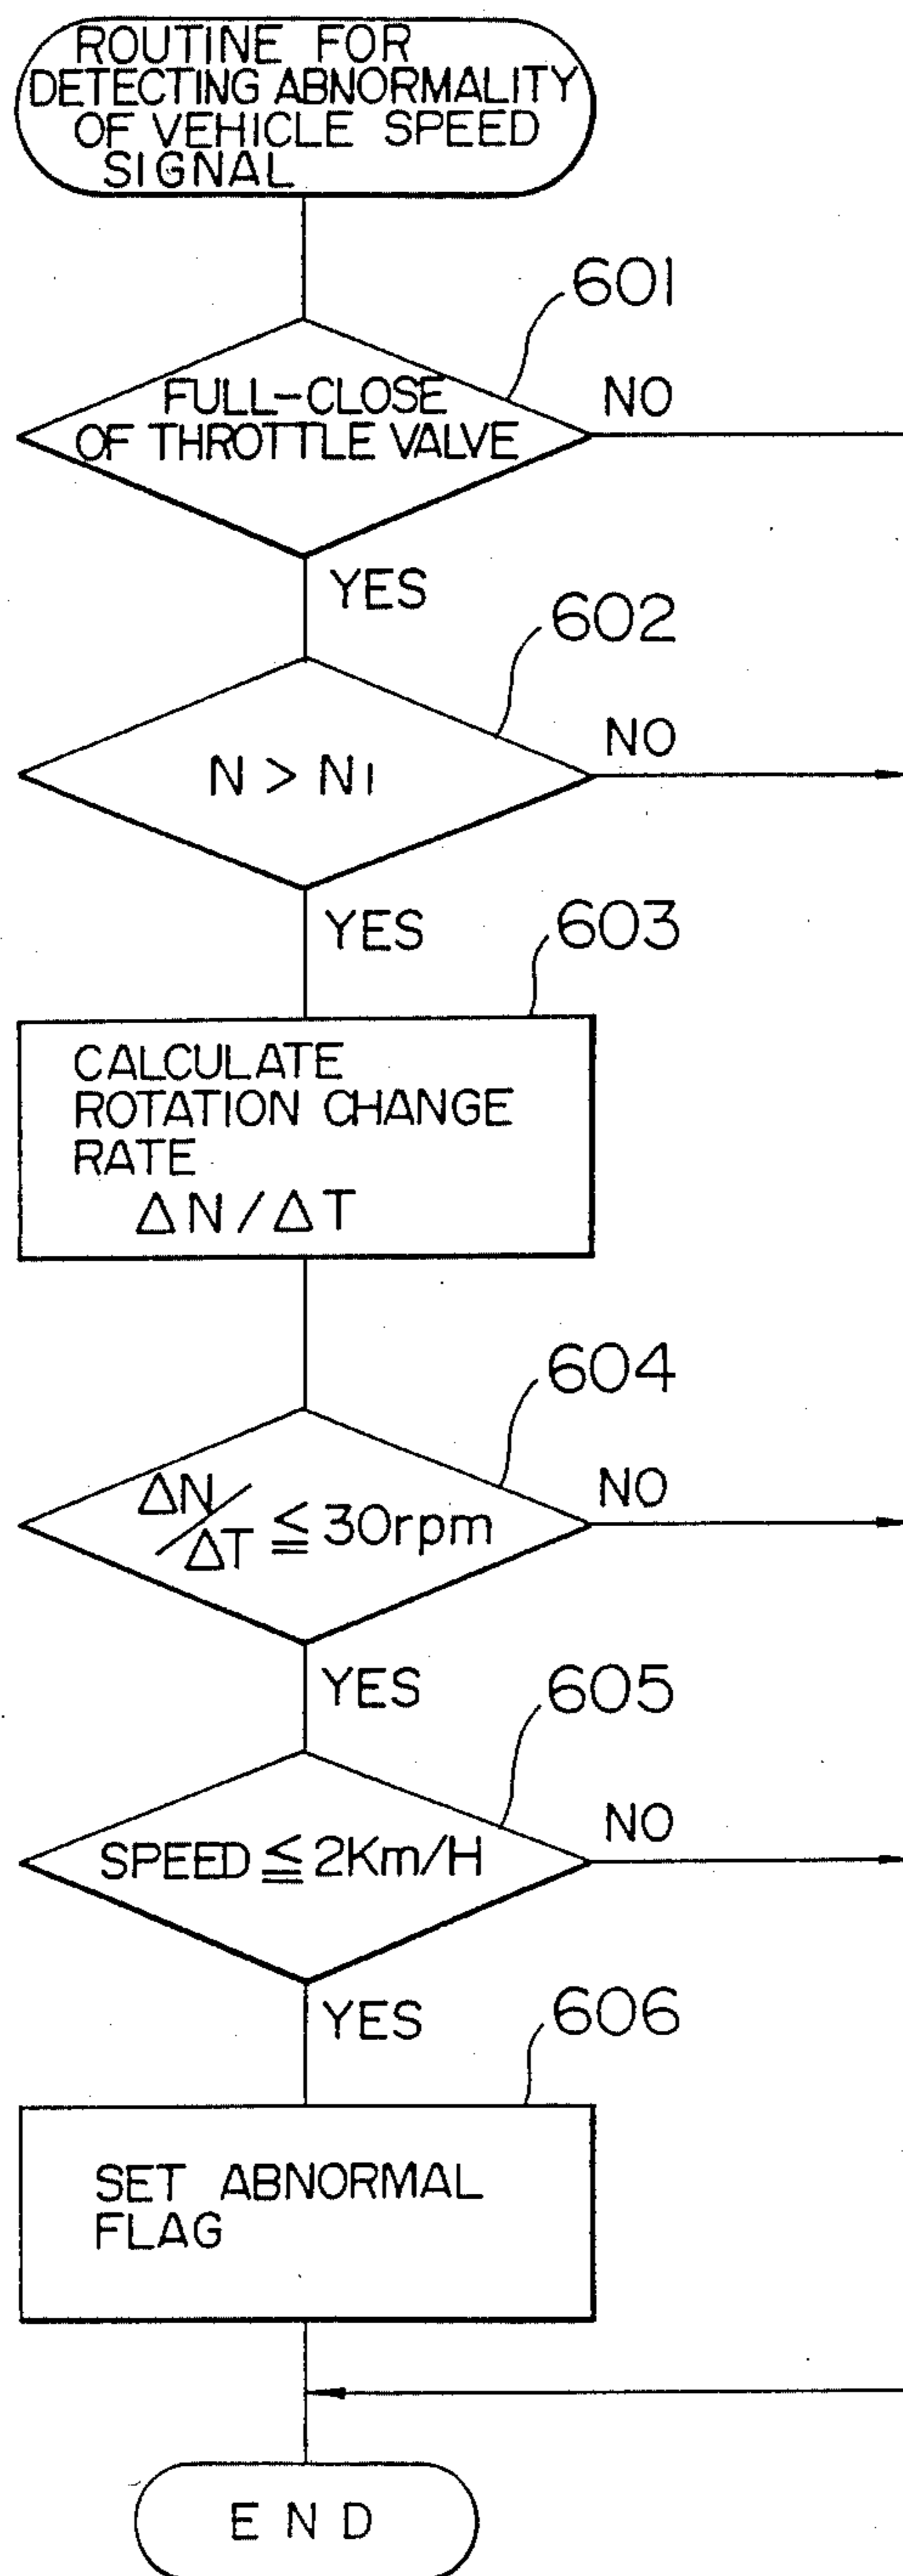 ROUTINE FOR
DETECTING ABNORMALITY
OF VEHICLE SPEED
SIGNAL
601
FULL-CLOSE
OF THROTTLE VALVE
NO
YES
602
N > N1
NO
YES
603
CALCULATE
ROTATION CHANGE
RATE
ΔN/ΔT
604
ΔN/ΔT ≦ 30rpm
NO
YES
605
SPEED ≦ 2Km/H
NO
YES
606
SET ABNORMAL
FLAG
END